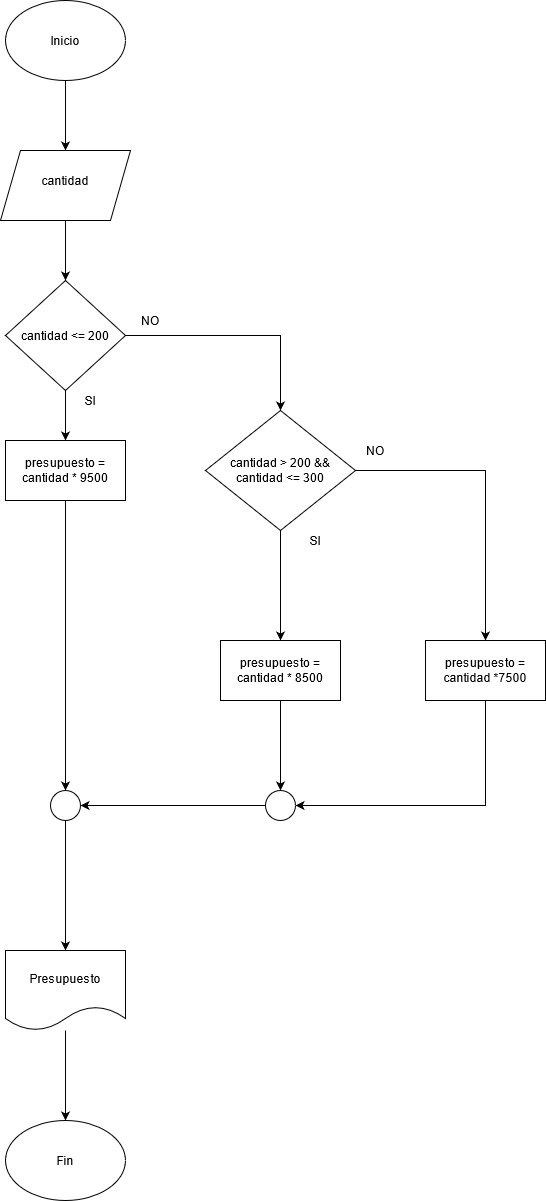 Inicio
cantidad
cantidad <= 200
NO
SI
presupuesto =
cantidad * 9500
cantidad > 200 &&
cantidad <= 300
NO
SI
presupuesto =
cantidad * 8500
presupuesto =
cantidad *7500
Presupuesto
Fin